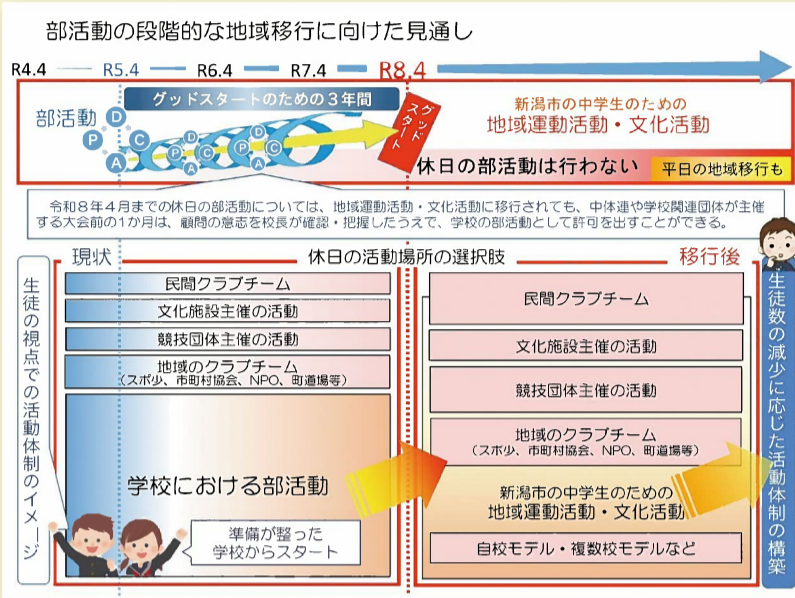 部活動の段階的な地域移行に向けた見通し
R4.4 R5.4 R6.4 R7.4 R8.4
グッドスタートのための3年間
部活動
P D C A
P D C A
P D C A
グッド
スタート
新潟市の中学生のための
地域運動活動・文化活動
休日の部活動は行わない
平日の地域移行も
令和8年4月までの休日の部活動については、地域運動活動・文化活動に移行されても、中体連や学校関連団体が主催
する大会前の1か月は、顧問の意志を校長が確認・把握したうえで、学校の部活動として許可を出すことができる。
生徒の視点での活動体制のイメージ
現状
休日の活動場所の選択肢
移行後
民間クラブチーム
文化施設主催の活動
競技団体主催の活動
地域のクラブチーム
(スポ少、市町村協会、NPO、町道場等)
学校における部活動
準備が整った
学校からスタート
民間クラブチーム
文化施設主催の活動
競技団体主催の活動
地域のクラブチーム
(スポ少、市町村協会、NPO、町道場等)
新潟市の中学生のための
地域運動活動・文化活動
自校モデル・複数校モデルなど
生徒数の減少に応じた活動体制の構築